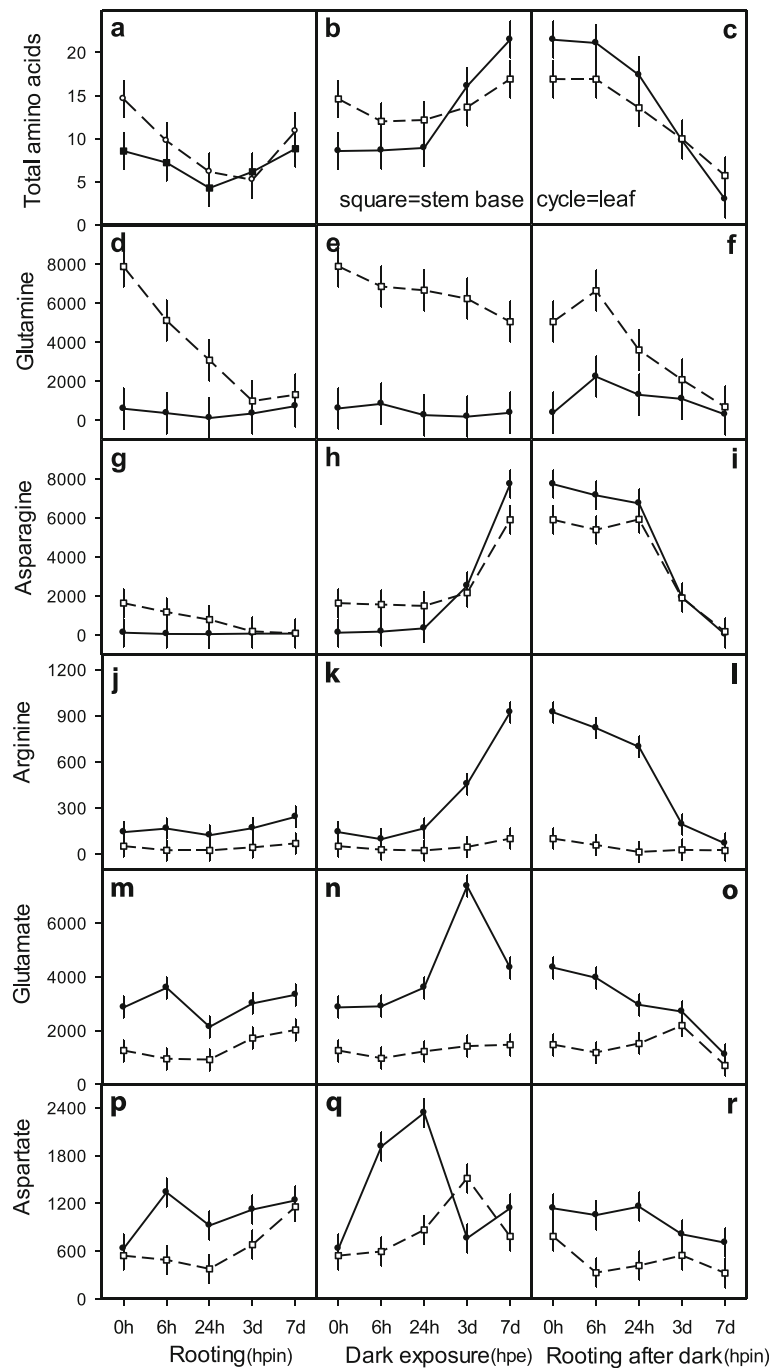 a b c
Total amino acids
20
15
10
5
0
square=stem base cycle=leaf
d e f
Glutamine
8000
6000
4000
2000
0
g h i
Asparagine
8000
6000
4000
2000
0
j k l
Arginine
1200
900
600
300
0
m n o
Glutamate
6000
4000
2000
0
p q r
Aspartate
2400
1800
1200
600
0
0h 6h 24h 3d 7d 0h 6h 24h 3d 7d 0h 6h 24h 3d 7d
Rooting(hpin) Dark exposure(hpe) Rooting after dark(hpin)